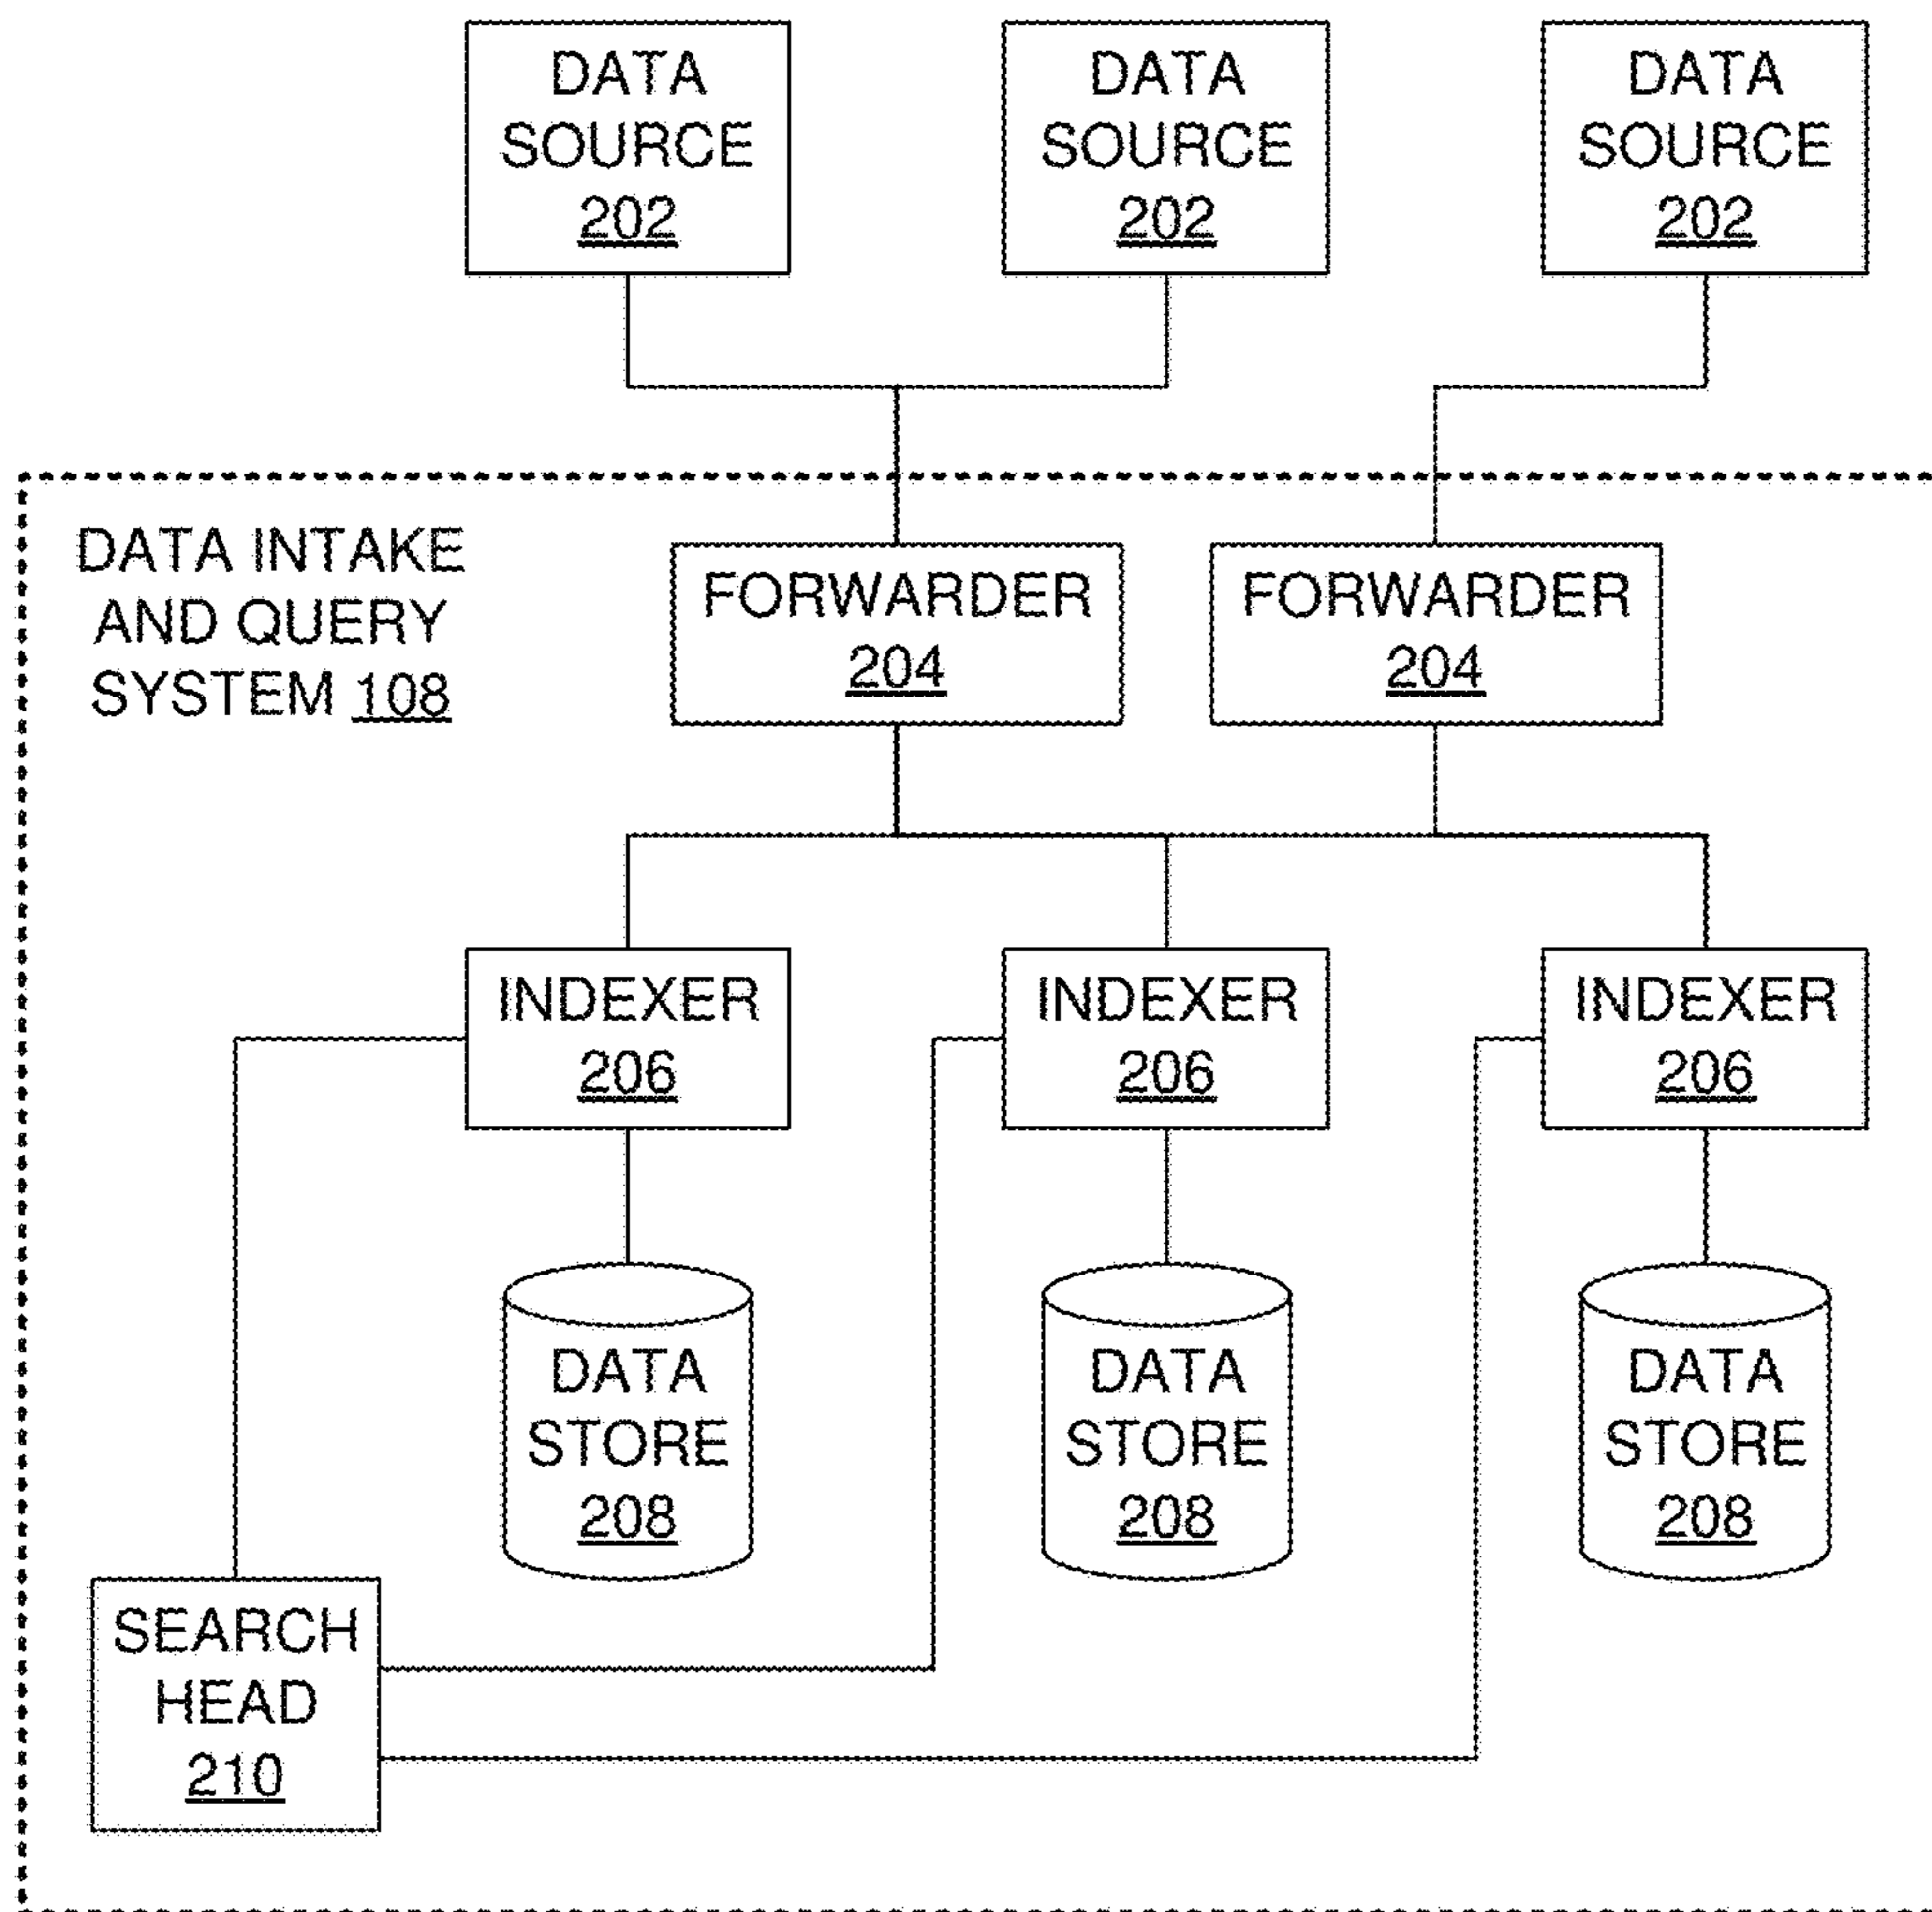 DATA
SOURCE
202
DATA
SOURCE
202
DATA
SOURCE
202
DATA INTAKE
AND QUERY
SYSTEM 108
FORWARDER
204
FORWARDER
204
INDEXER
206
INDEXER
206
INDEXER
206
DATA
STORE
208
DATA
STORE
208
DATA
STORE
208
SEARCH
HEAD
210